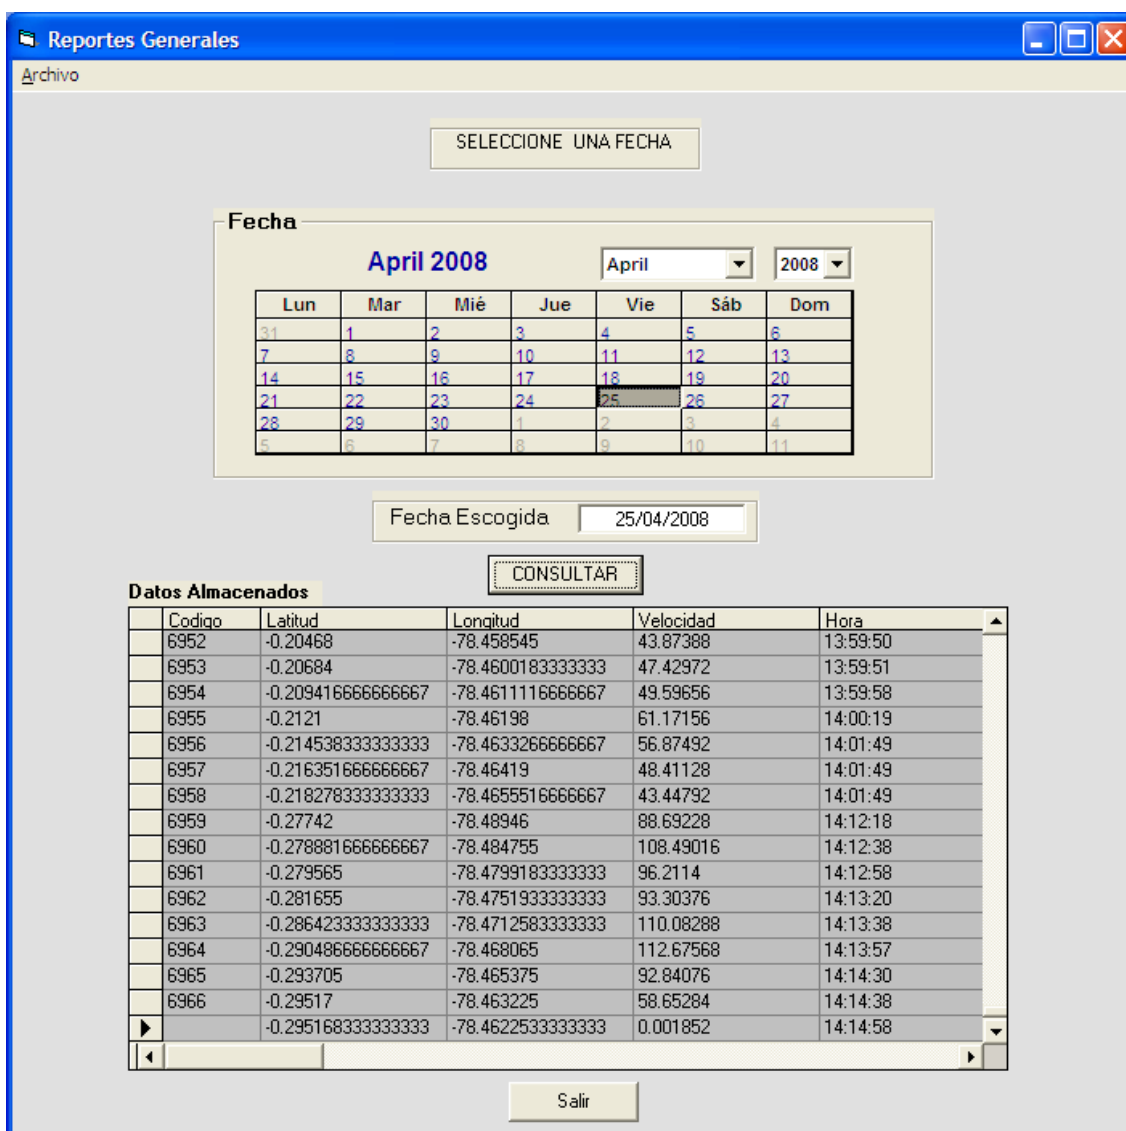 Reportes Generales
Archivo
SELECCIONE UNA FECHA
Fecha
April 2008 April 2008
Lun Mar Mié Jue Vie Sáb Dom
31 1 2 3 4 5 6
7 8 9 10 11 12 13
14 15 16 17 18 19 20
21 22 23 24 25 26 27
28 29 30 1 2 3 4
5 6 7 8 9 10 11
Fecha Escogida 25/04/2008
CONSULTAR
Datos Almacenados
Codigo Latitud Longitud Velocidad Hora
6952 -0.20468 -78.458545 43.87388 13:59:50
6953 -0.20684 -78.4600183333333 47.42972 13:59:51
6954 -0.209416666666667 -78.4611116666667 49.59656 13:59:58
6955 -0.2121 -78.46198 61.17156 14:00:19
6956 -0.214538333333333 -78.4633266666667 56.87492 14:01:49
6957 -0.216351666666667 -78.46419 48.41128 14:01:49
6958 -0.218278333333333 -78.4655516666667 43.44792 14:01:49
6959 -0.27742 -78.48946 88.69228 14:12:18
6960 -0.278881666666667 -78.484755 108.49016 14:12:38
6961 -0.279565 -78.4799183333333 96.2114 14:12:58
6962 -0.281655 -78.4751933333333 93.30376 14:13:20
6963 -0.286423333333333 -78.4712583333333 110.08288 14:13:38
6964 -0.290486666666667 -78.468065 112.67568 14:13:57
6965 -0.293705 -78.465375 92.84076 14:14:30
6966 -0.29517 -78.463225 58.65284 14:14:38
-0.295168333333333 -78.46225333​33333 0.001852 14:14:58
Salir